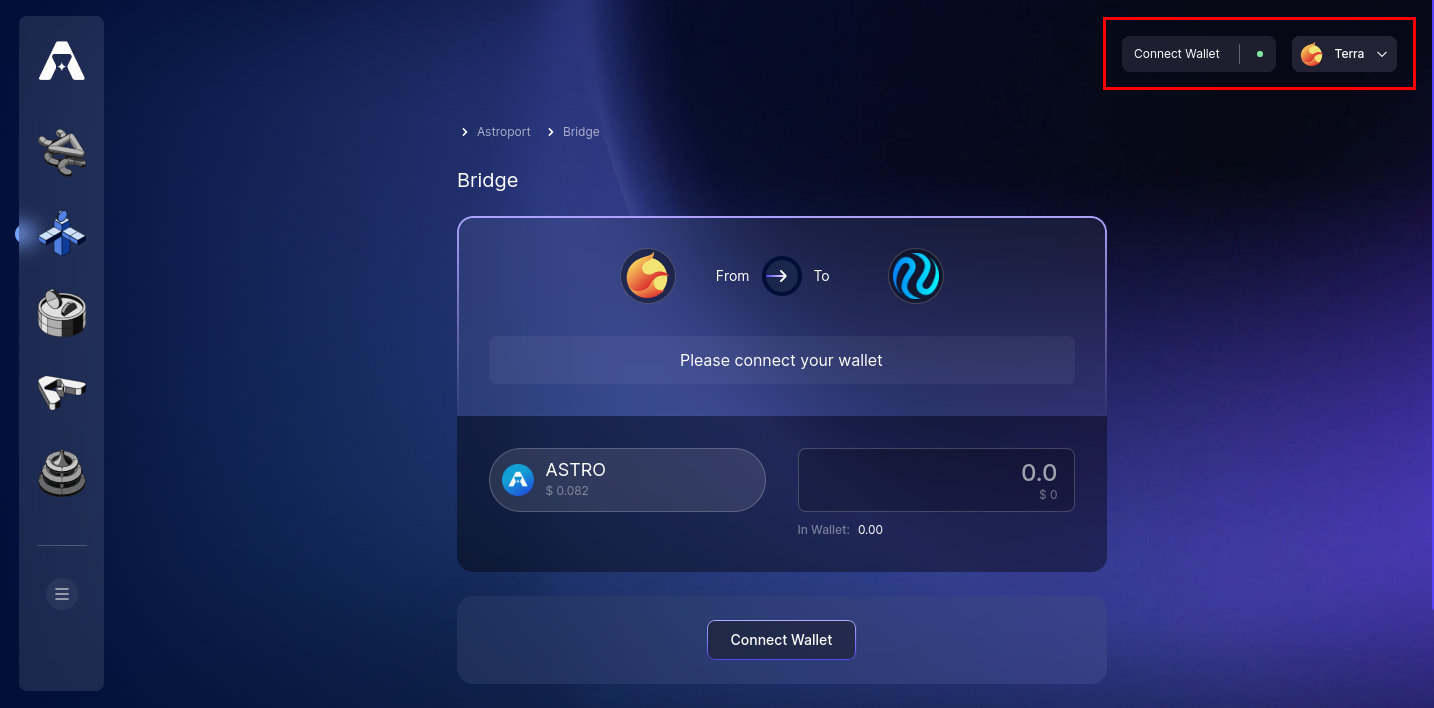 Connect Wallet
Terra
Astroport
Bridge
Bridge
From
To
Please connect your wallet
ASTRO
$ 0.082
0.0
$ 0
In Wallet: 0.00
Connect Wallet